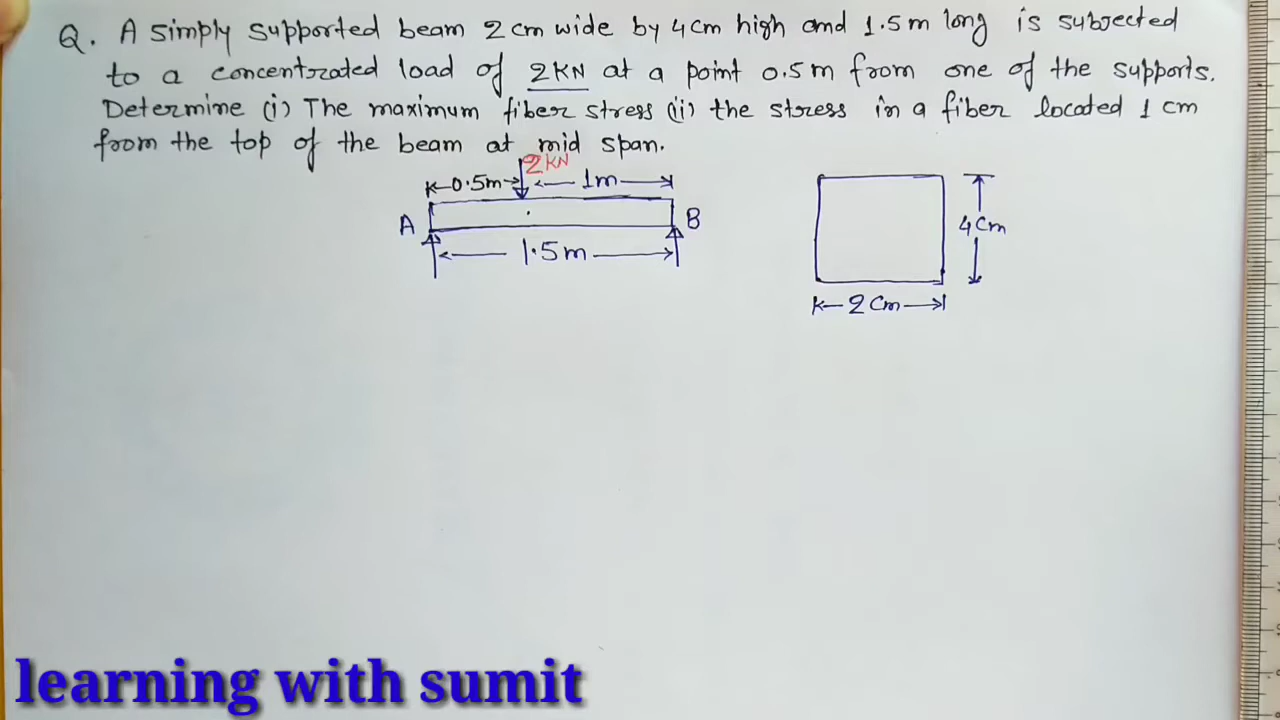 Q. A simply supported beam 2 cm wide by 4 cm high and 1.5 m long is subjected
to a concentrated load of 2KN at a point 0.5 m from one of the supports.
Determine (i) The maximum fiber stress (ii) the stress in a fiber located 1 cm
from the top of the beam at mid span.
2KN
0.5m 1m
A B
1.5m
4cm
2cm
learning with sumit